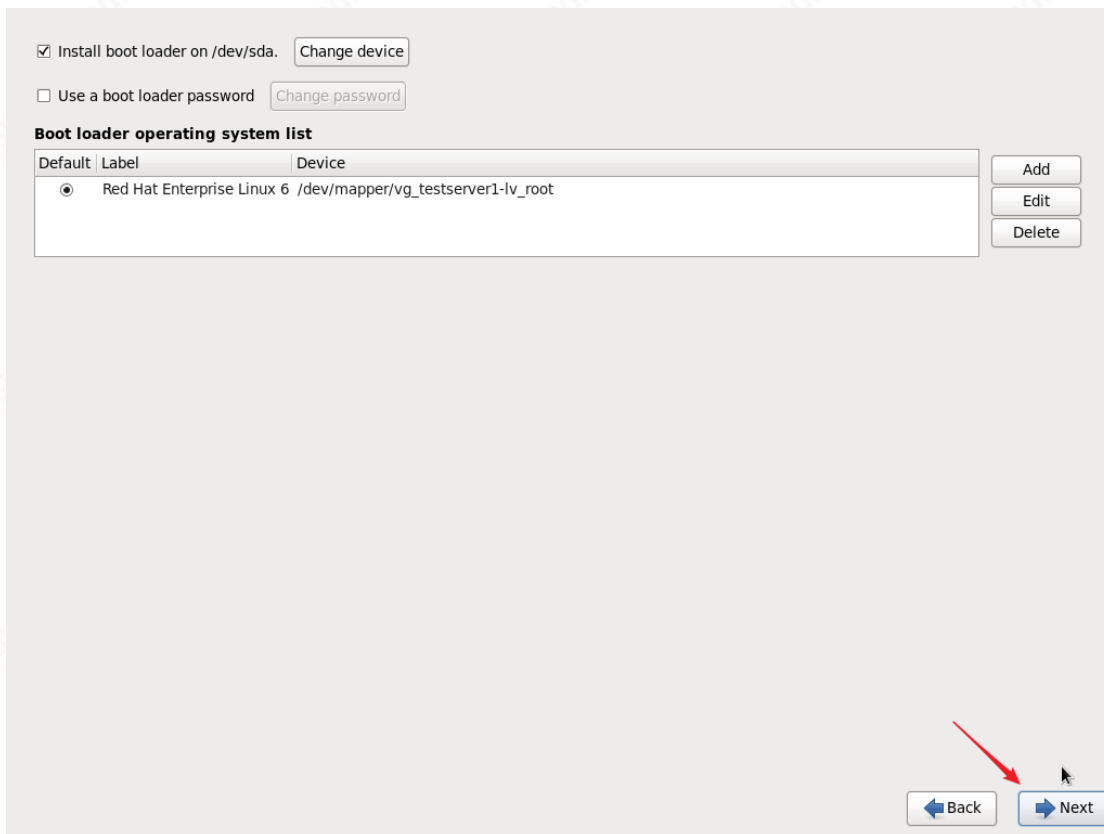 Install boot loader on /dev/sda. Change device
Use a boot loader password Change password
Boot loader operating system list
Default Label Device
Red Hat Enterprise Linux 6 /dev/mapper/vg_testserver1-lv_root
Add
Edit
Delete
Back Next